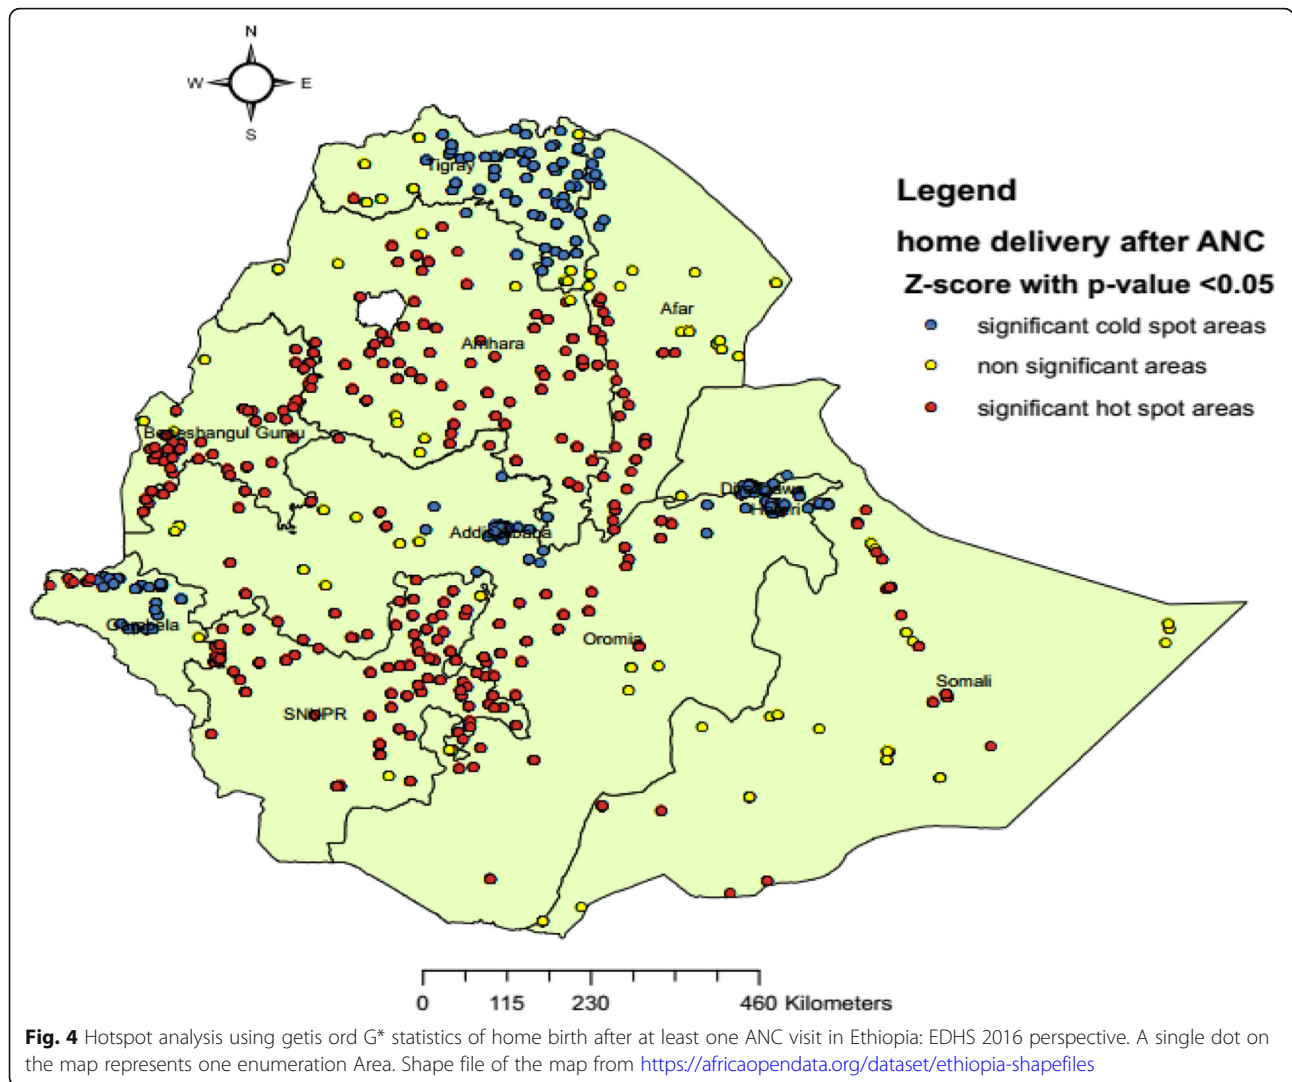 N
W E
S
Tigray
Afar
Amhara
Legend
home delivery after ANC
Z-score with p-value <0.05
significant cold spot areas
non significant areas
significant hot spot areas
Gumu
Addis Ababa
Gambela
Oromia
Somali
SNNPR
0 115 230 460 Kilometers
Fig. 4 Hotspot analysis using getis ord G* statistics of home birth after at least one ANC visit in Ethiopia: EDHS 2016 perspective. A single dot on
the map represents one enumeration Area. Shape file of the map from https://africaopendata.org/dataset/ethiopia-shapefiles